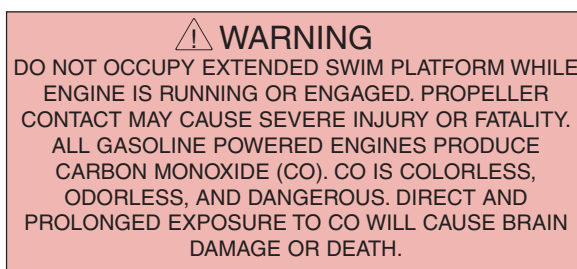 WARNING
DO NOT OCCUPY EXTENDED SWIM PLATFORM WHILE
ENGINE IS RUNNING OR ENGAGED. PROPELLER
CONTACT MAY CAUSE SEVERE INJURY OR FATALITY.
ALL GASOLINE POWERED ENGINES PRODUCE
CARBON MONOXIDE (CO). CO IS COLORLESS,
ODORLESS, AND DANGEROUS. DIRECT AND
PROLONGED EXPOSURE TO CO WILL CAUSE BRAIN
DAMAGE OR DEATH.